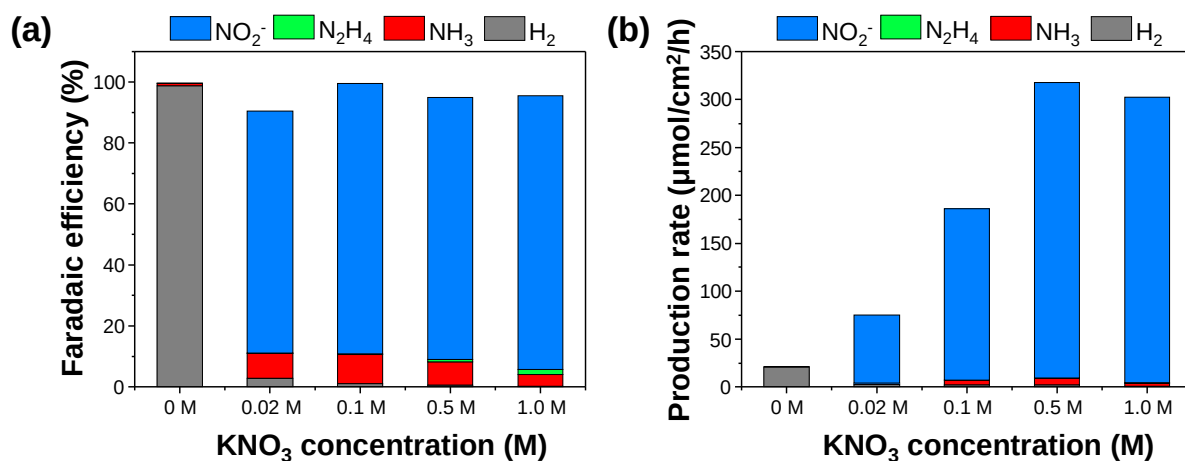 (a)
NO₂⁻ N₂H₄ NH₃ H₂
Faradaic efficiency (%)
100
80
60
40
20
0
0 M 0.02 M 0.1 M 0.5 M 1.0 M
KNO₃ concentration (M)
(b)
NO₂⁻ N₂H₄ NH₃ H₂
Production rate (μmol/cm²/h)
350
300
250
200
150
100
50
0
0 M 0.02 M 0.1 M 0.5 M 1.0 M
KNO₃ concentration (M)